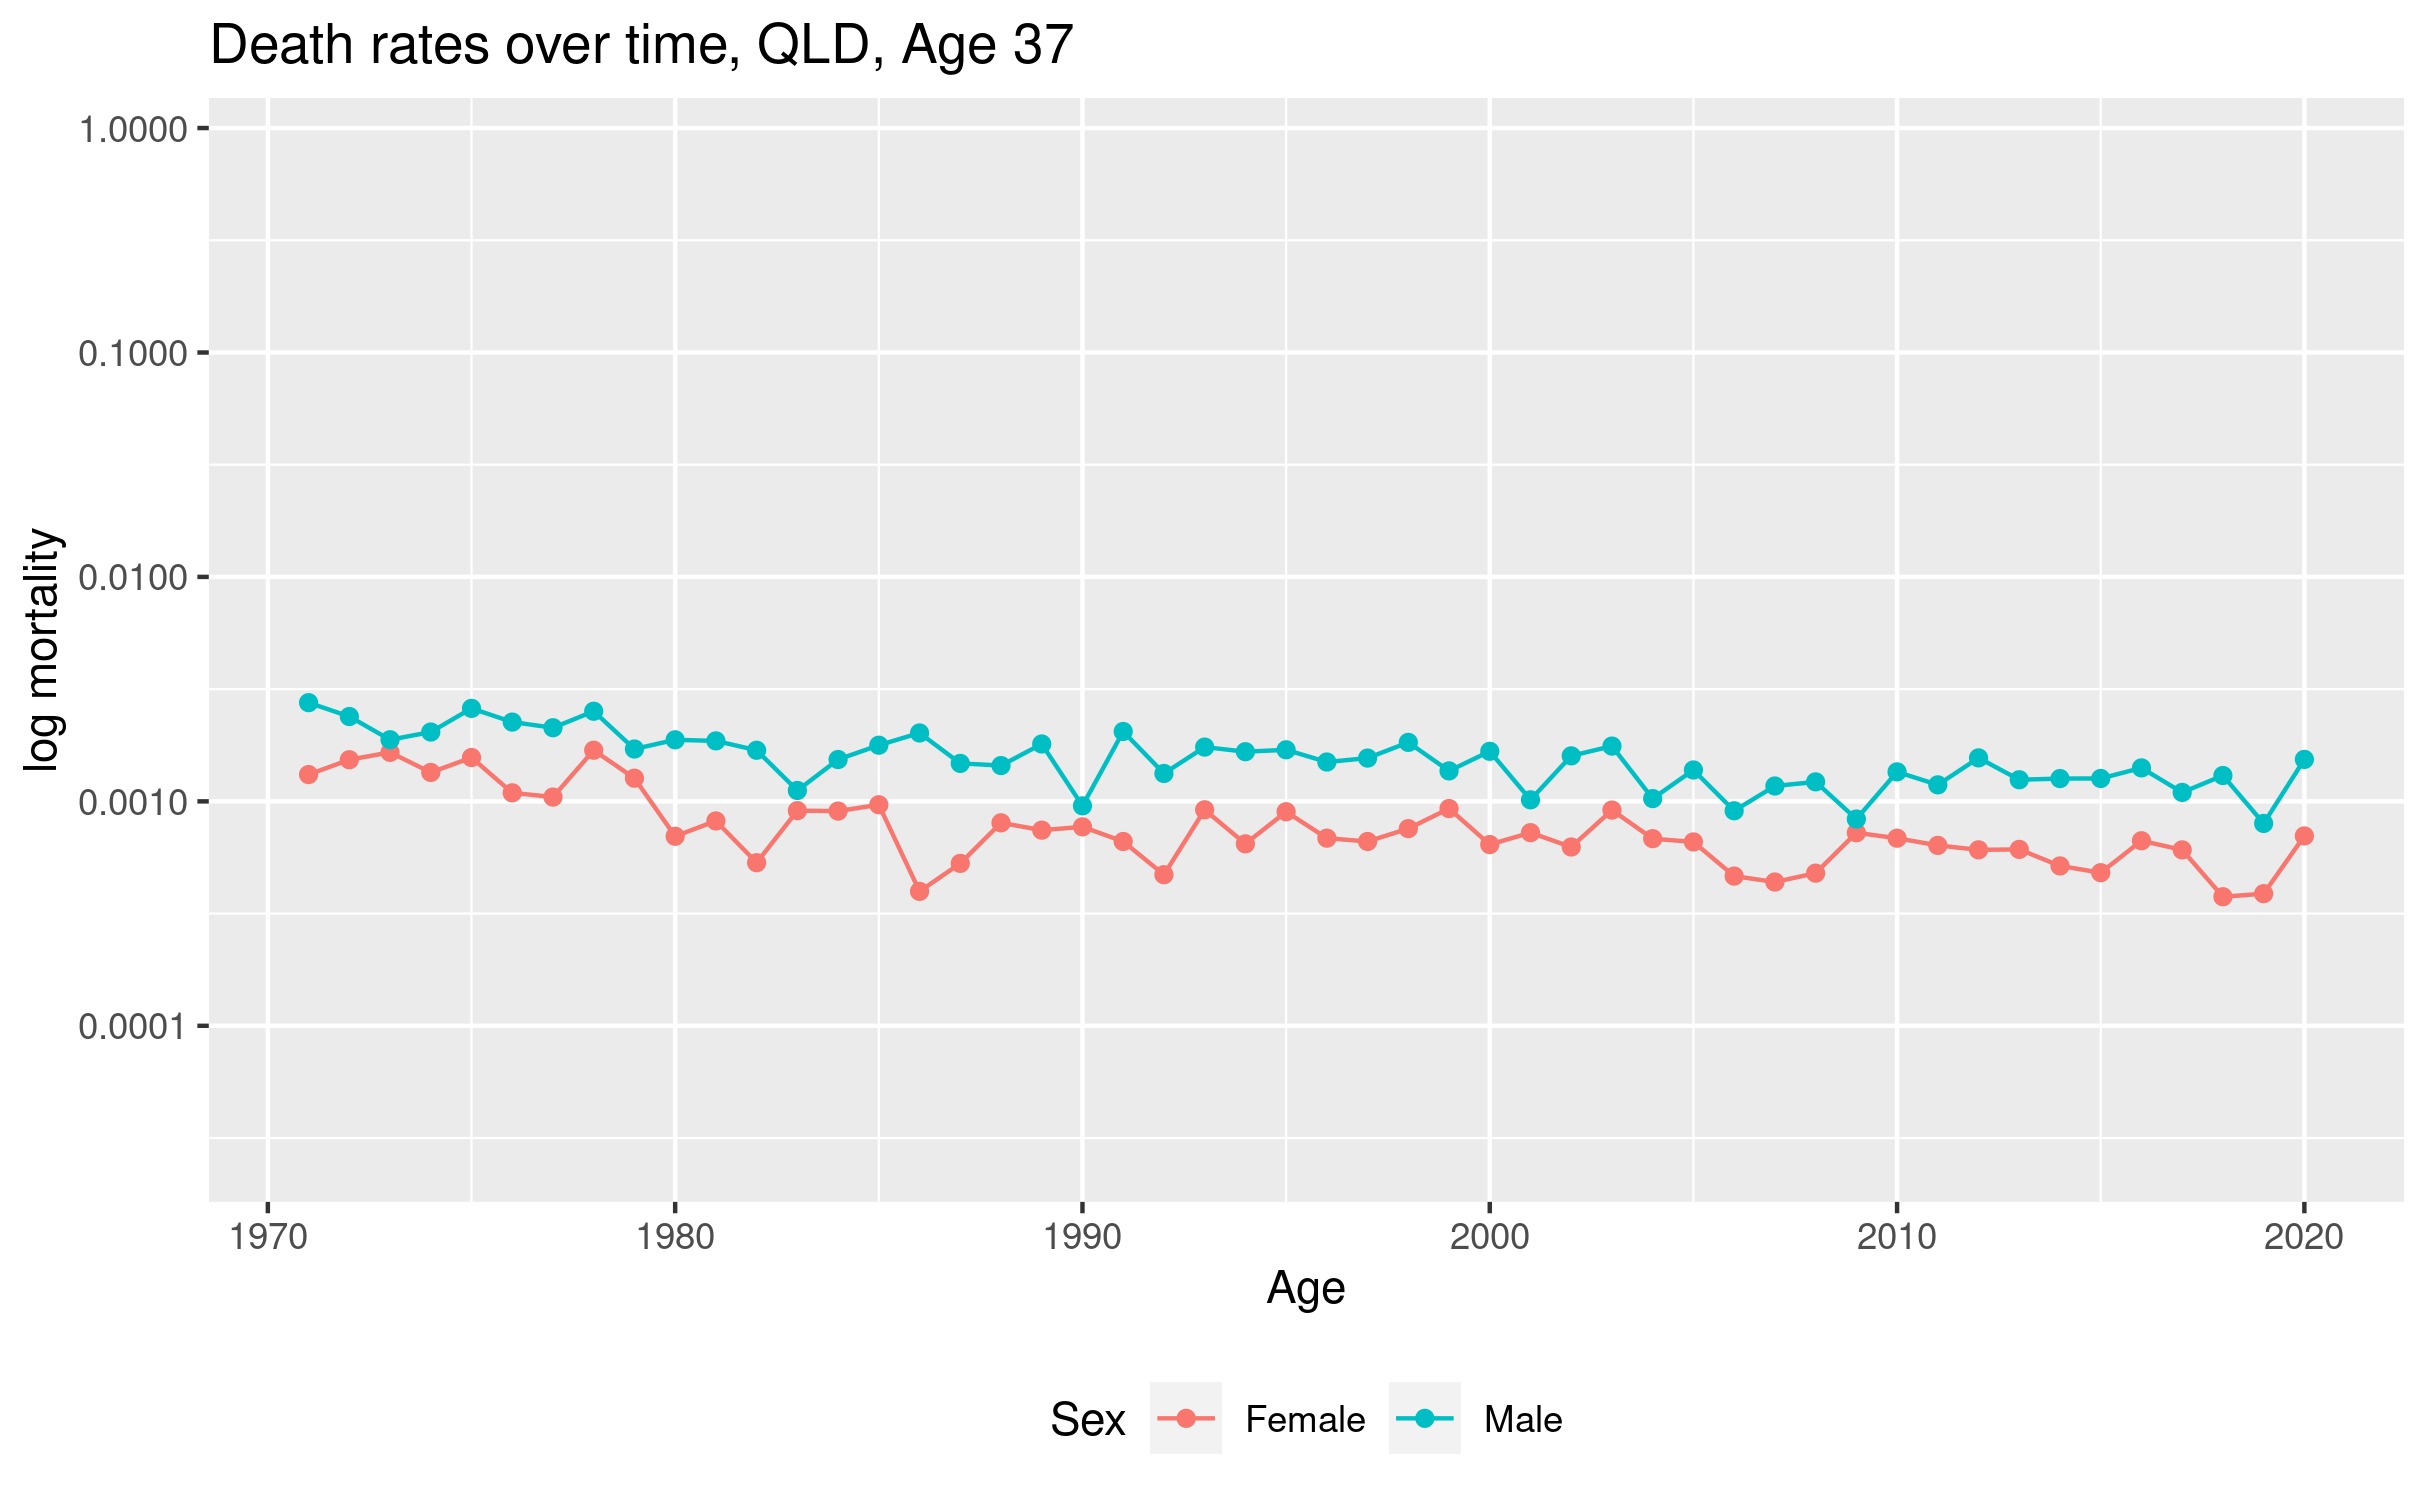 Death rates over time, QLD, Age 37
log mortality
1.0000
0.1000
0.0100
0.0010
0.0001
1970 1980 1990 2000 2010 2020
Age
Sex Female Male